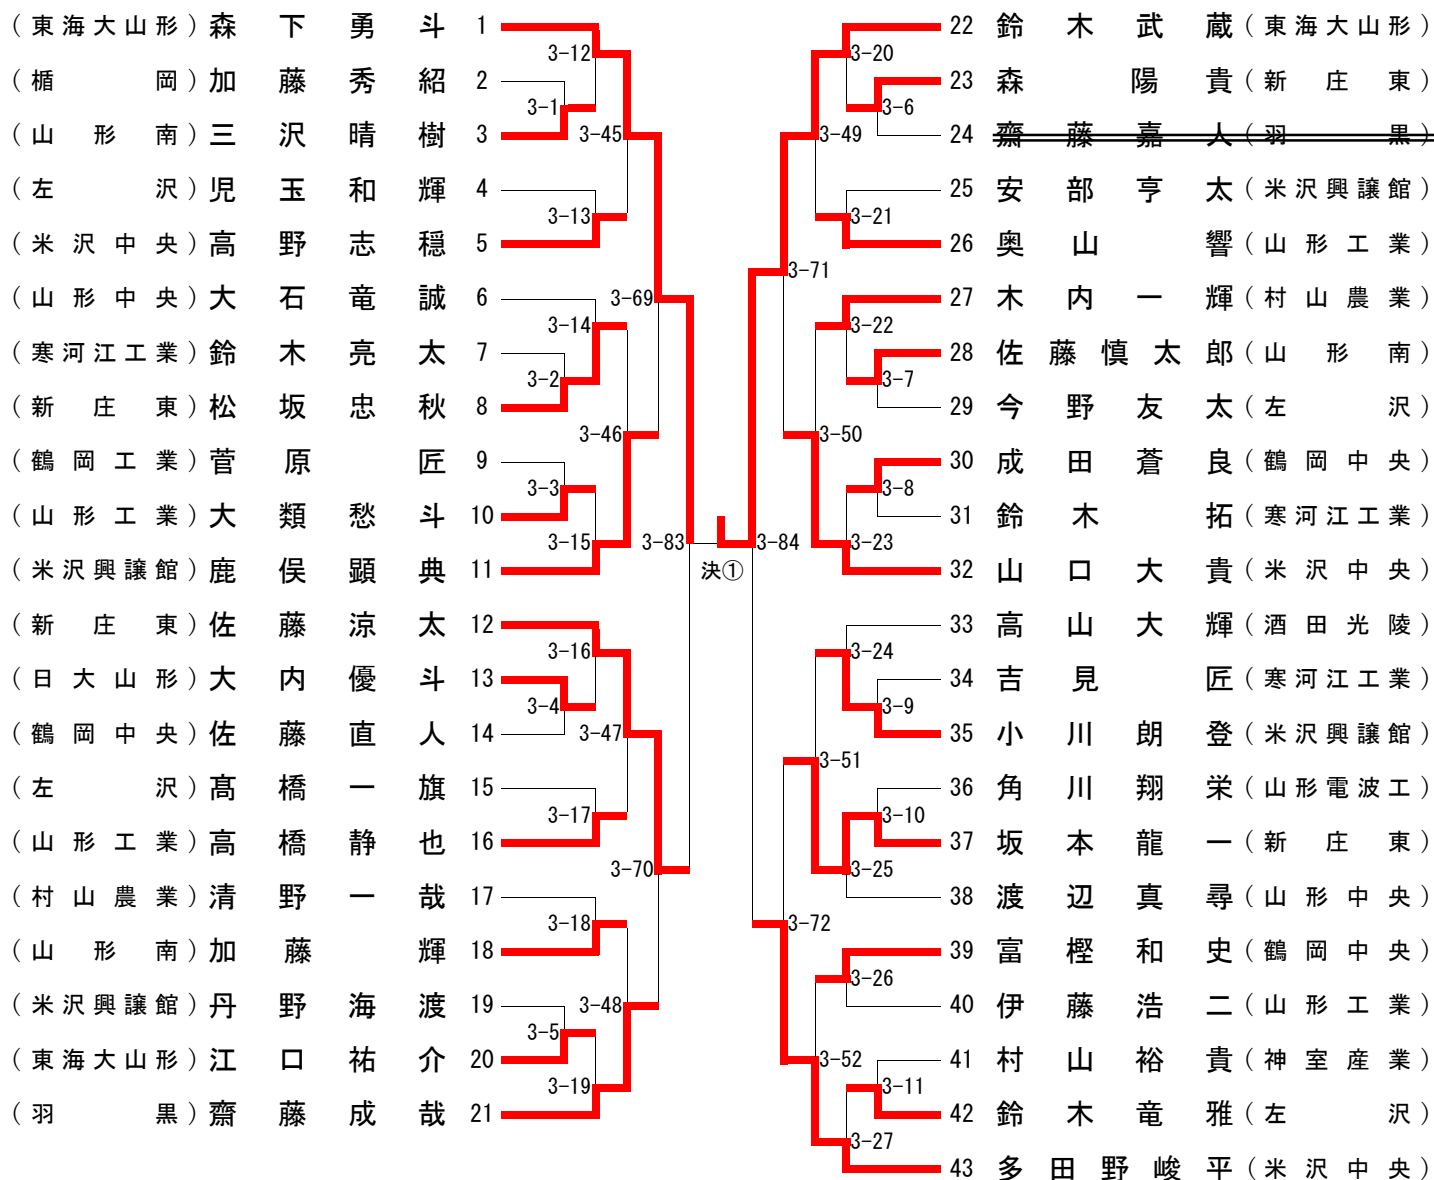 (東海大山形) 森下勇斗 1
(楯岡) 加藤秀紹 2
(山形南) 三沢晴樹 3
(左沢) 児玉和輝 4
(米沢中央) 高野志穏 5
(山形中央) 大石竜誠 6
(寒河江工業) 鈴木亮太 7
(新庄東) 松坂忠秋 8
(鶴岡工業) 菅原匠 9
(山形工業) 大類愁斗 10
(米沢興譲館) 鹿俣顕典 11
(新庄東) 佐藤涼太 12
(日大山形) 大内優斗 13
(鶴岡中央) 佐藤直人 14
(左沢) 髙橋一旗 15
(山形工業) 高橋静也 16
(村山農業) 清野一哉 17
(山形南) 加藤輝 18
(米沢興譲館) 丹野海渡 19
(東海大山形) 江口祐介 20
(羽黒) 齋藤成哉 21
3-12
3-1
3-45
3-13
3-69
3-14
3-2
3-46
3-3
3-15
3-83
3-16
3-4
3-47
3-17
3-70
3-18
3-48
3-5
3-19
決①
3-84
3-20
3-6
3-49
3-21
3-71
3-22
3-7
3-50
3-8
3-23
3-24
3-9
3-51
3-10
3-25
3-72
3-26
3-52
3-11
3-27
22 鈴木武蔵 (東海大山形)
23 森陽貴 (新庄東)
24 齋藤嘉人 (羽黒)
25 安部亨太 (米沢興譲館)
26 奥山響 (山形工業)
27 木内一輝 (村山農業)
28 佐藤慎太郎 (山形南)
29 今野友太 (左沢)
30 成田蒼良 (鶴岡中央)
31 鈴木拓 (寒河江工業)
32 山口大貴 (米沢中央)
33 高山大輝 (酒田光陵)
34 吉見匠 (寒河江工業)
35 小川朗登 (米沢興譲館)
36 角川翔栄 (山形電波工)
37 坂本龍一 (新庄東)
38 渡辺真尋 (山形中央)
39 富樫和史 (鶴岡中央)
40 伊藤浩二 (山形工業)
41 村山裕貴 (神室産業)
42 鈴木竜雅 (左沢)
43 多田野峻平 (米沢中央)